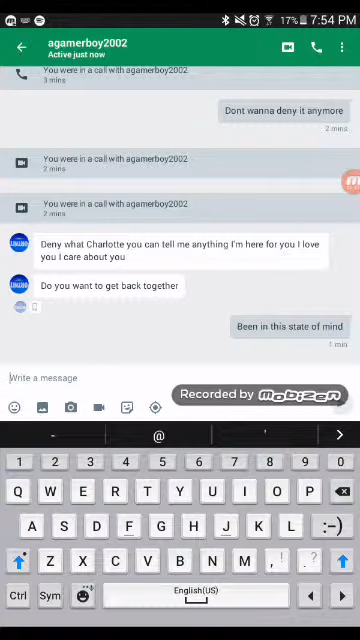 17% 7:54 PM
agamerboy2002
Active just now
You were in a call with agamerboy2002
3 mins
Dont wanna deny it anymore
2 mins
You were in a call with agamerboy2002
2 mins
You were in a call with agamerboy2002
2 mins
Deny what Charlotte you can tell me anything I'm here for you I love
you I care about you
Do you want to get back together
Been in this state of mind
1 min
Write a message
Recorded by mobizen
- @ '
1 2 3 4 5 6 7 8 9 0
Q W E R T Y U I O P
A S D F G H J K L :-)
Z X C V B N M , ! . ?
Ctrl Sym English(US)